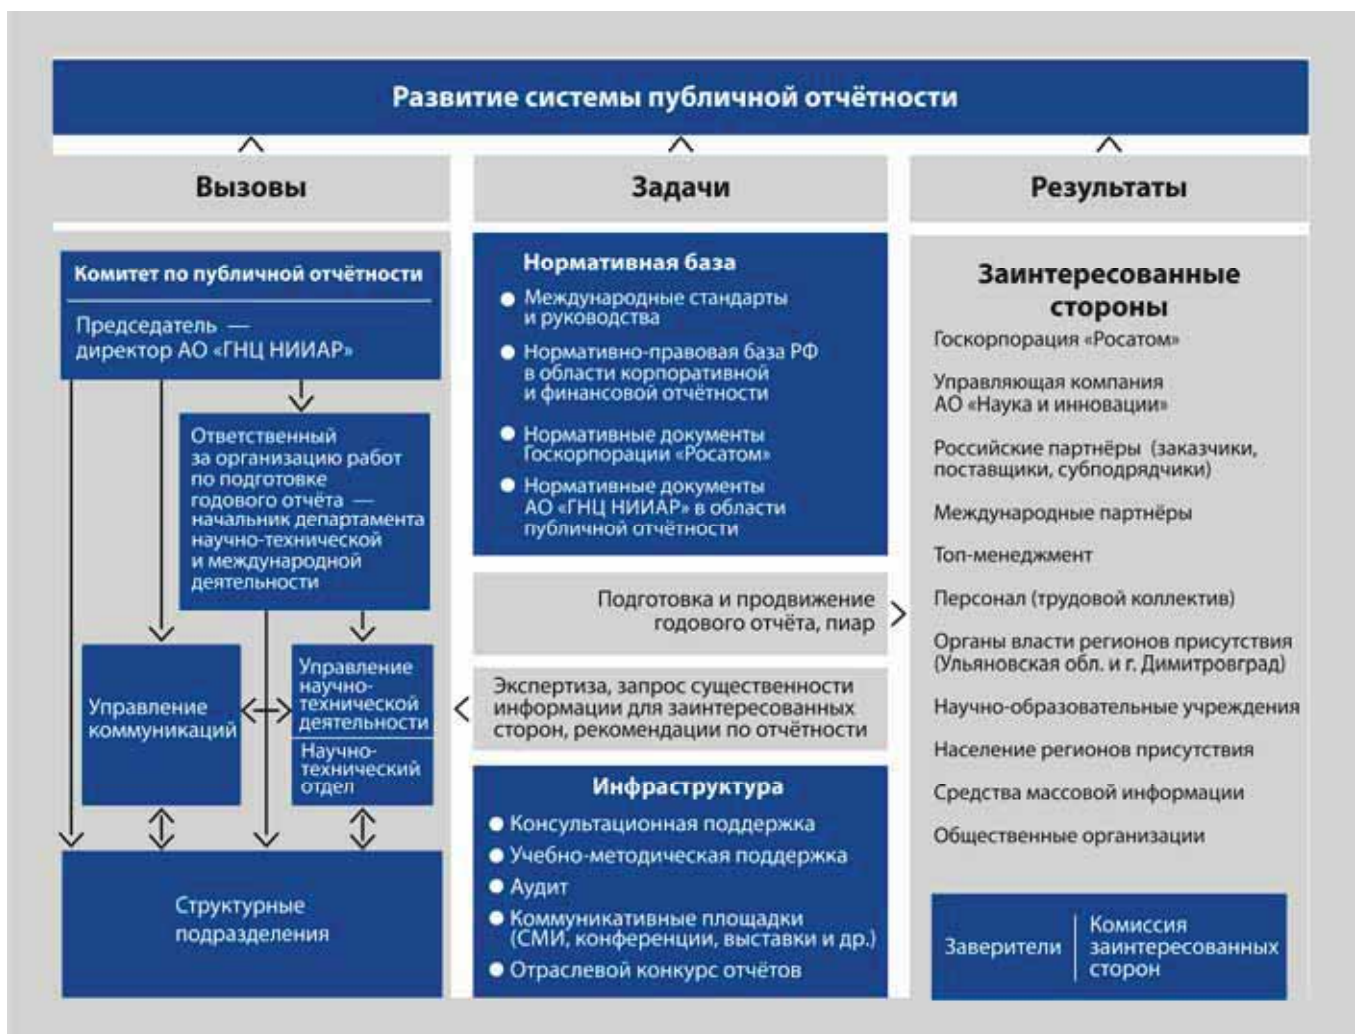 Развитие системы публичной отчётности
Вызовы
Комитет по публичной отчётности
Председатель —
директор АО «ГНЦ НИИАР»
Ответственный
за организацию работ
по подготовке
годового отчёта —
начальник департамента
научно-технической
и международной
деятельности
Управление
коммуникаций
Управление
научно-
технической
деятельности
Научно-
технический
отдел
Структурные
подразделения
Задачи
Нормативная база
Международные стандарты
и руководства
Нормативно-правовая база РФ
в области корпоративной
и финансовой отчётности
Нормативные документы
Госкорпорации «Росатом»
Нормативные документы
АО «ГНЦ НИИАР» в области
публичной отчётности
Подготовка и продвижение
годового отчёта, пиар
Экспертиза, запрос существенности
информации для заинтересованных
сторон, рекомендации по отчётности
Инфраструктура
Консультационная поддержка
Учебно-методическая поддержка
Аудит
Коммуникативные площадки
(СМИ, конференции, выставки и др.)
Отраслевой конкурс отчётов
Результаты
Заинтересованные
стороны
Госкорпорация «Росатом»
Управляющая компания
АО «Наука и инновации»
Российские партнёры (заказчики,
поставщики, субподрядчики)
Международные партнёры
Топ-менеджмент
Персонал (трудовой коллектив)
Органы власти регионов присутствия
(Ульяновская обл. и г. Димитровград)
Научно-образовательные учреждения
Население регионов присутствия
Средства массовой информации
Общественные организации
Заверители
Комиссия
заинтересованных
сторон